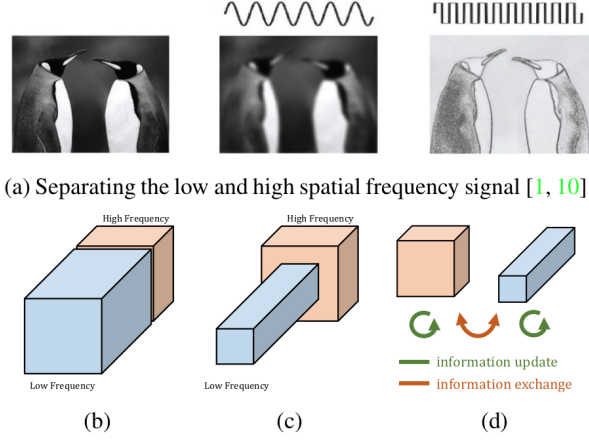 (a) Separating the low and high spatial frequency signal [1, 10].
High Frequency
High Frequency
Low Frequency
Low Frequency
information update
information exchange
(b)
(c)
(d)